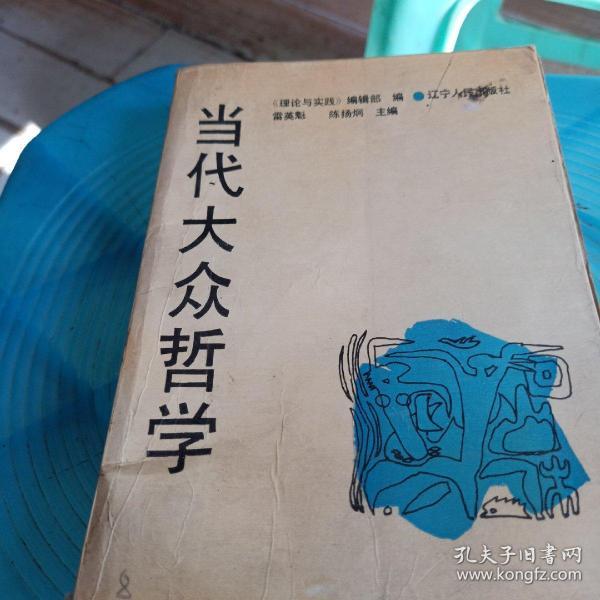 《理论与实践》编辑部 编 辽宁人民出版社
雷英魁 陈扬炯 主编
当代大众哲学
8
孔夫子旧书网
www.kongfz.com